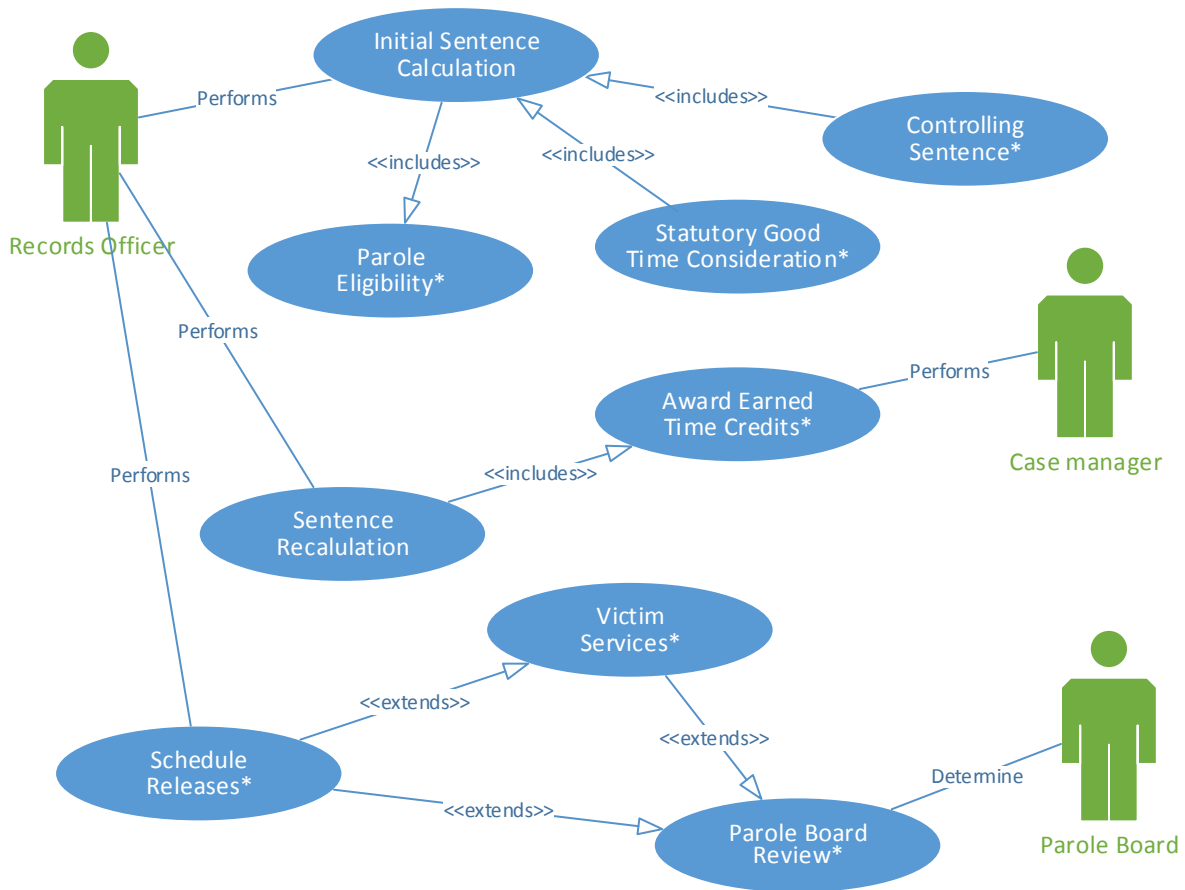 Initial Sentence
Calculation
Performs
<<includes>>
Controlling
Sentence*
<<includes>>
<<includes>>
Records Officer
Statutory Good
Time Consideration*
Parole
Eligibility*
Performs
Performs
Award Earned
Time Credits*
Case manager
Performs
<<includes>>
Sentence
Recalulation
Victim
Services*
<<extends>>
<<extends>>
Schedule
Releases*
Determine
<<extends>>
Parole Board
Review*
Parole Board